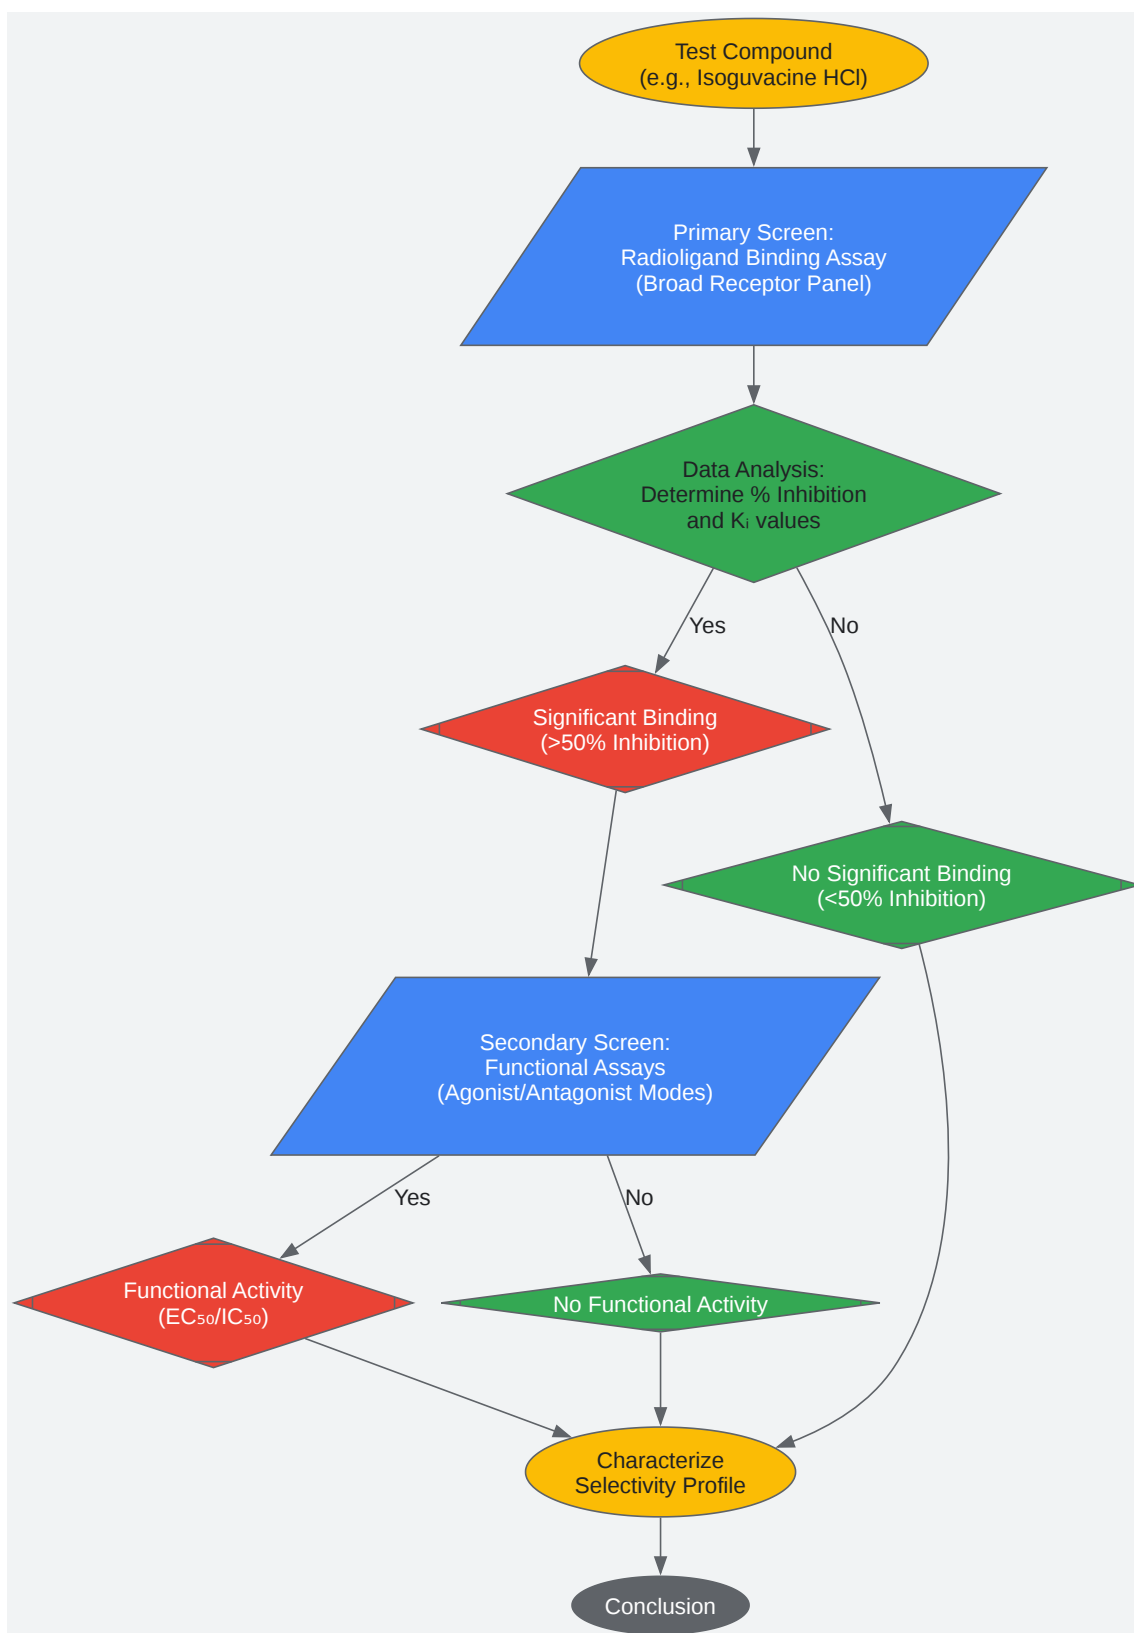 Test Compound
(e.g., Isoguvacine HCl)
Primary Screen:
Radioligand Binding Assay
(Broad Receptor Panel)
Data Analysis:
Determine % Inhibition
and Kᵢ values
Yes
No
Significant Binding
(>50% Inhibition)
No Significant Binding
(<50% Inhibition)
Secondary Screen:
Functional Assays
(Agonist/Antagonist Modes)
Yes
No
Functional Activity
(EC₅₀/IC₅₀)
No Functional Activity
Characterize
Selectivity Profile
Conclusion